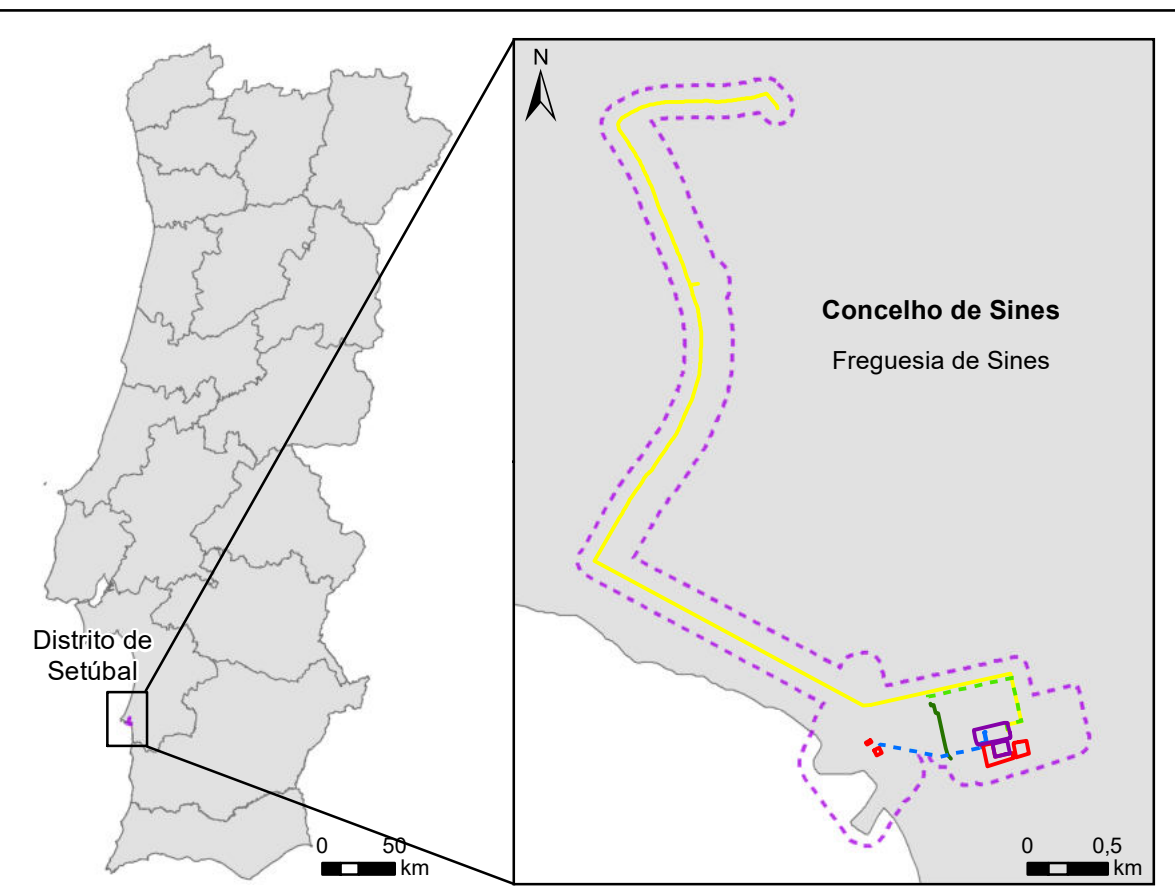 N
Concelho de Sines
Freguesia de Sines
Distrito de
Setúbal
0 50
km
0 0,5
km